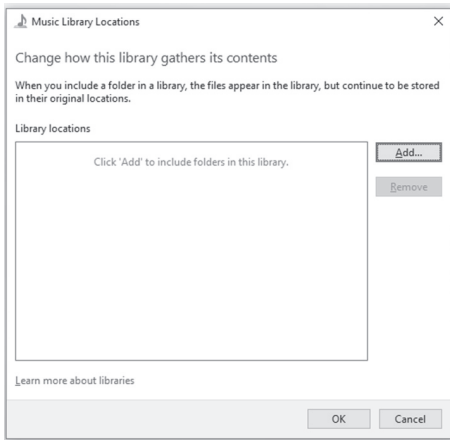 Music Library Locations
Change how this library gathers its contents
When you include a folder in a library, the files appear in the library, but continue to be stored
in their original locations.
Library locations
Click 'Add' to include folders in this library.
Add...
Remove
Learn more about libraries
OK
Cancel